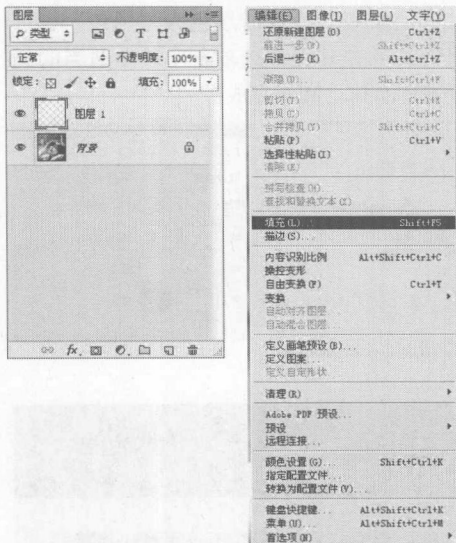 图层
类型
正常 不透明度: 100%
锁定: 填充: 100%
图层 1
背景
fx
编辑(E) 图像(I) 图层(L) 文字(Y)
还原新建图层(O) Ctrl+Z
前进一步(W) Shift+Ctrl+Z
后退一步(K) Alt+Ctrl+Z
渐隐(D)... Shift+Ctrl+F
剪切(T) Ctrl+X
拷贝(C) Ctrl+C
合并拷贝(Y) Shift+Ctrl+C
粘贴(P) Ctrl+V
选择性粘贴(I)
清除(E)
拼写检查(H)...
查找和替换文本(X)...
填充(L)... Shift+F5
描边(S)...
内容识别比例 Alt+Shift+Ctrl+C
操控变形
自由变换(F) Ctrl+T
变换
自动对齐图层...
自动混合图层...
定义画笔预设(B)...
定义图案...
定义自定形状...
清理(R)
Adobe PDF 预设...
预设
远程连接...
颜色设置(G)... Shift+Ctrl+K
指定配置文件...
转换为配置文件(V)...
键盘快捷键... Alt+Shift+Ctrl+K
菜单(U)... Alt+Shift+Ctrl+M
首选项(N)